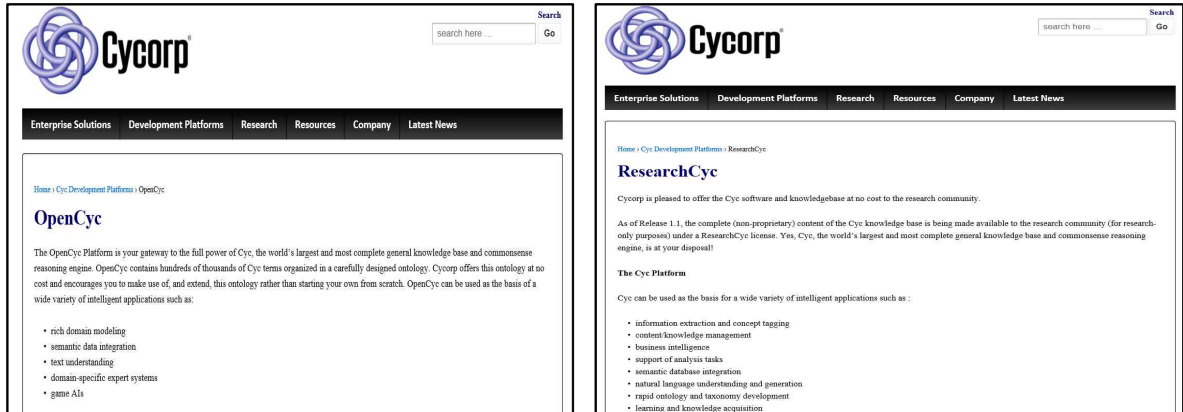 Cycorp
Search
search here ...
Go
Enterprise Solutions Development Platforms Research Resources Company Latest News
Home › Cyc Development Platforms › OpenCyc
OpenCyc
The OpenCyc Platform is your gateway to the full power of Cyc, the world's largest and most complete general knowledge base and commonsense
reasoning engine. OpenCyc contains hundreds of thousands of Cyc terms organized in a carefully designed ontology. Cycorp offers this ontology at no
cost and encourages you to make use of, and extend, this ontology rather than starting your own from scratch. OpenCyc can be used as the basis of a
wide variety of intelligent applications such as:
• rich domain modeling
• semantic data integration
• text understanding
• domain-specific expert systems
• game AIs
Cycorp
Search
search here ...
Go
Enterprise Solutions Development Platforms Research Resources Company Latest News
Home › Cyc Development Platforms › ResearchCyc
ResearchCyc
Cycorp is pleased to offer the Cyc software and knowledgebase at no cost to the research community.
As of Release 1.1, the complete (non-proprietary) content of the Cyc knowledge base is being made available to the research community (for research-
only purposes) under a ResearchCyc license. Yes, Cyc, the world's largest and most complete general knowledge base and commonsense reasoning
engine, is at your disposal!
The Cyc Platform
Cyc can be used as the basis for a wide variety of intelligent applications such as :
• information extraction and concept tagging
• content/knowledge management
• business intelligence
• support of analysis tasks
• semantic database integration
• natural language understanding and generation
• rapid ontology and taxonomy development
• learning and knowledge acquisition